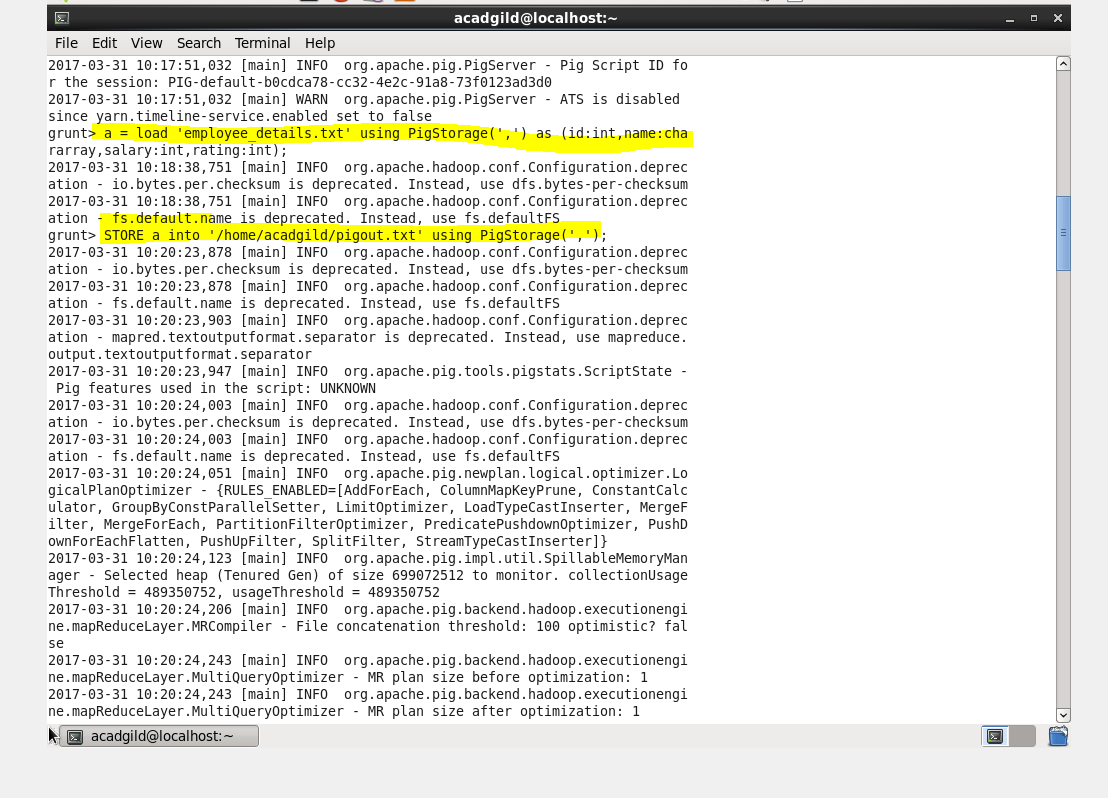 acadgild@localhost:~
File Edit View Search Terminal Help
2017-03-31 10:17:51,032 [main] INFO  org.apache.pig.PigServer - Pig Script ID fo
r the session: PIG-default-b0cdca78-cc32-4e2c-91a8-73f0123ad3d0
2017-03-31 10:17:51,032 [main] WARN  org.apache.pig.PigServer - ATS is disabled
since yarn.timeline-service.enabled set to false
grunt> a = load 'employee_details.txt' using PigStorage(',') as (id:int,name:cha
rarray,salary:int,rating:int);
2017-03-31 10:18:38,751 [main] INFO  org.apache.hadoop.conf.Configuration.deprec
ation - io.bytes.per.checksum is deprecated. Instead, use dfs.bytes-per-checksum
2017-03-31 10:18:38,751 [main] INFO  org.apache.hadoop.conf.Configuration.deprec
ation - fs.default.name is deprecated. Instead, use fs.defaultFS
grunt> STORE a into '/home/acadgild/pigout.txt' using PigStorage(',');
2017-03-31 10:20:23,878 [main] INFO  org.apache.hadoop.conf.Configuration.deprec
ation - io.bytes.per.checksum is deprecated. Instead, use dfs.bytes-per-checksum
2017-03-31 10:20:23,878 [main] INFO  org.apache.hadoop.conf.Configuration.deprec
ation - fs.default.name is deprecated. Instead, use fs.defaultFS
2017-03-31 10:20:23,903 [main] INFO  org.apache.hadoop.conf.Configuration.deprec
ation - mapred.textoutputformat.separator is deprecated. Instead, use mapreduce.
output.textoutputformat.separator
2017-03-31 10:20:23,947 [main] INFO  org.apache.pig.tools.pigstats.ScriptState -
 Pig features used in the script: UNKNOWN
2017-03-31 10:20:24,003 [main] INFO  org.apache.hadoop.conf.Configuration.deprec
ation - io.bytes.per.checksum is deprecated. Instead, use dfs.bytes-per-checksum
2017-03-31 10:20:24,003 [main] INFO  org.apache.hadoop.conf.Configuration.deprec
ation - fs.default.name is deprecated. Instead, use fs.defaultFS
2017-03-31 10:20:24,051 [main] INFO  org.apache.pig.newplan.logical.optimizer.Lo
gicalPlanOptimizer - {RULES_ENABLED=[AddForEach, ColumnMapKeyPrune, ConstantCalc
ulator, GroupByConstParallelSetter, LimitOptimizer, LoadTypeCastInserter, MergeF
ilter, MergeForEach, PartitionFilterOptimizer, PredicatePushdownOptimizer, PushD
ownForEachFlatten, PushUpFilter, SplitFilter, StreamTypeCastInserter]}
2017-03-31 10:20:24,123 [main] INFO  org.apache.pig.impl.util.SpillableMemoryMan
ager - Selected heap (Tenured Gen) of size 699072512 to monitor. collectionUsage
Threshold = 489350752, usageThreshold = 489350752
2017-03-31 10:20:24,206 [main] INFO  org.apache.pig.backend.hadoop.executionengi
ne.mapReduceLayer.MRCompiler - File concatenation threshold: 100 optimistic? fal
se
2017-03-31 10:20:24,243 [main] INFO  org.apache.pig.backend.hadoop.executionengi
ne.mapReduceLayer.MultiQueryOptimizer - MR plan size before optimization: 1
2017-03-31 10:20:24,243 [main] INFO  org.apache.pig.backend.hadoop.executionengi
ne.mapReduceLayer.MultiQueryOptimizer - MR plan size after optimization: 1
acadgild@localhost:~